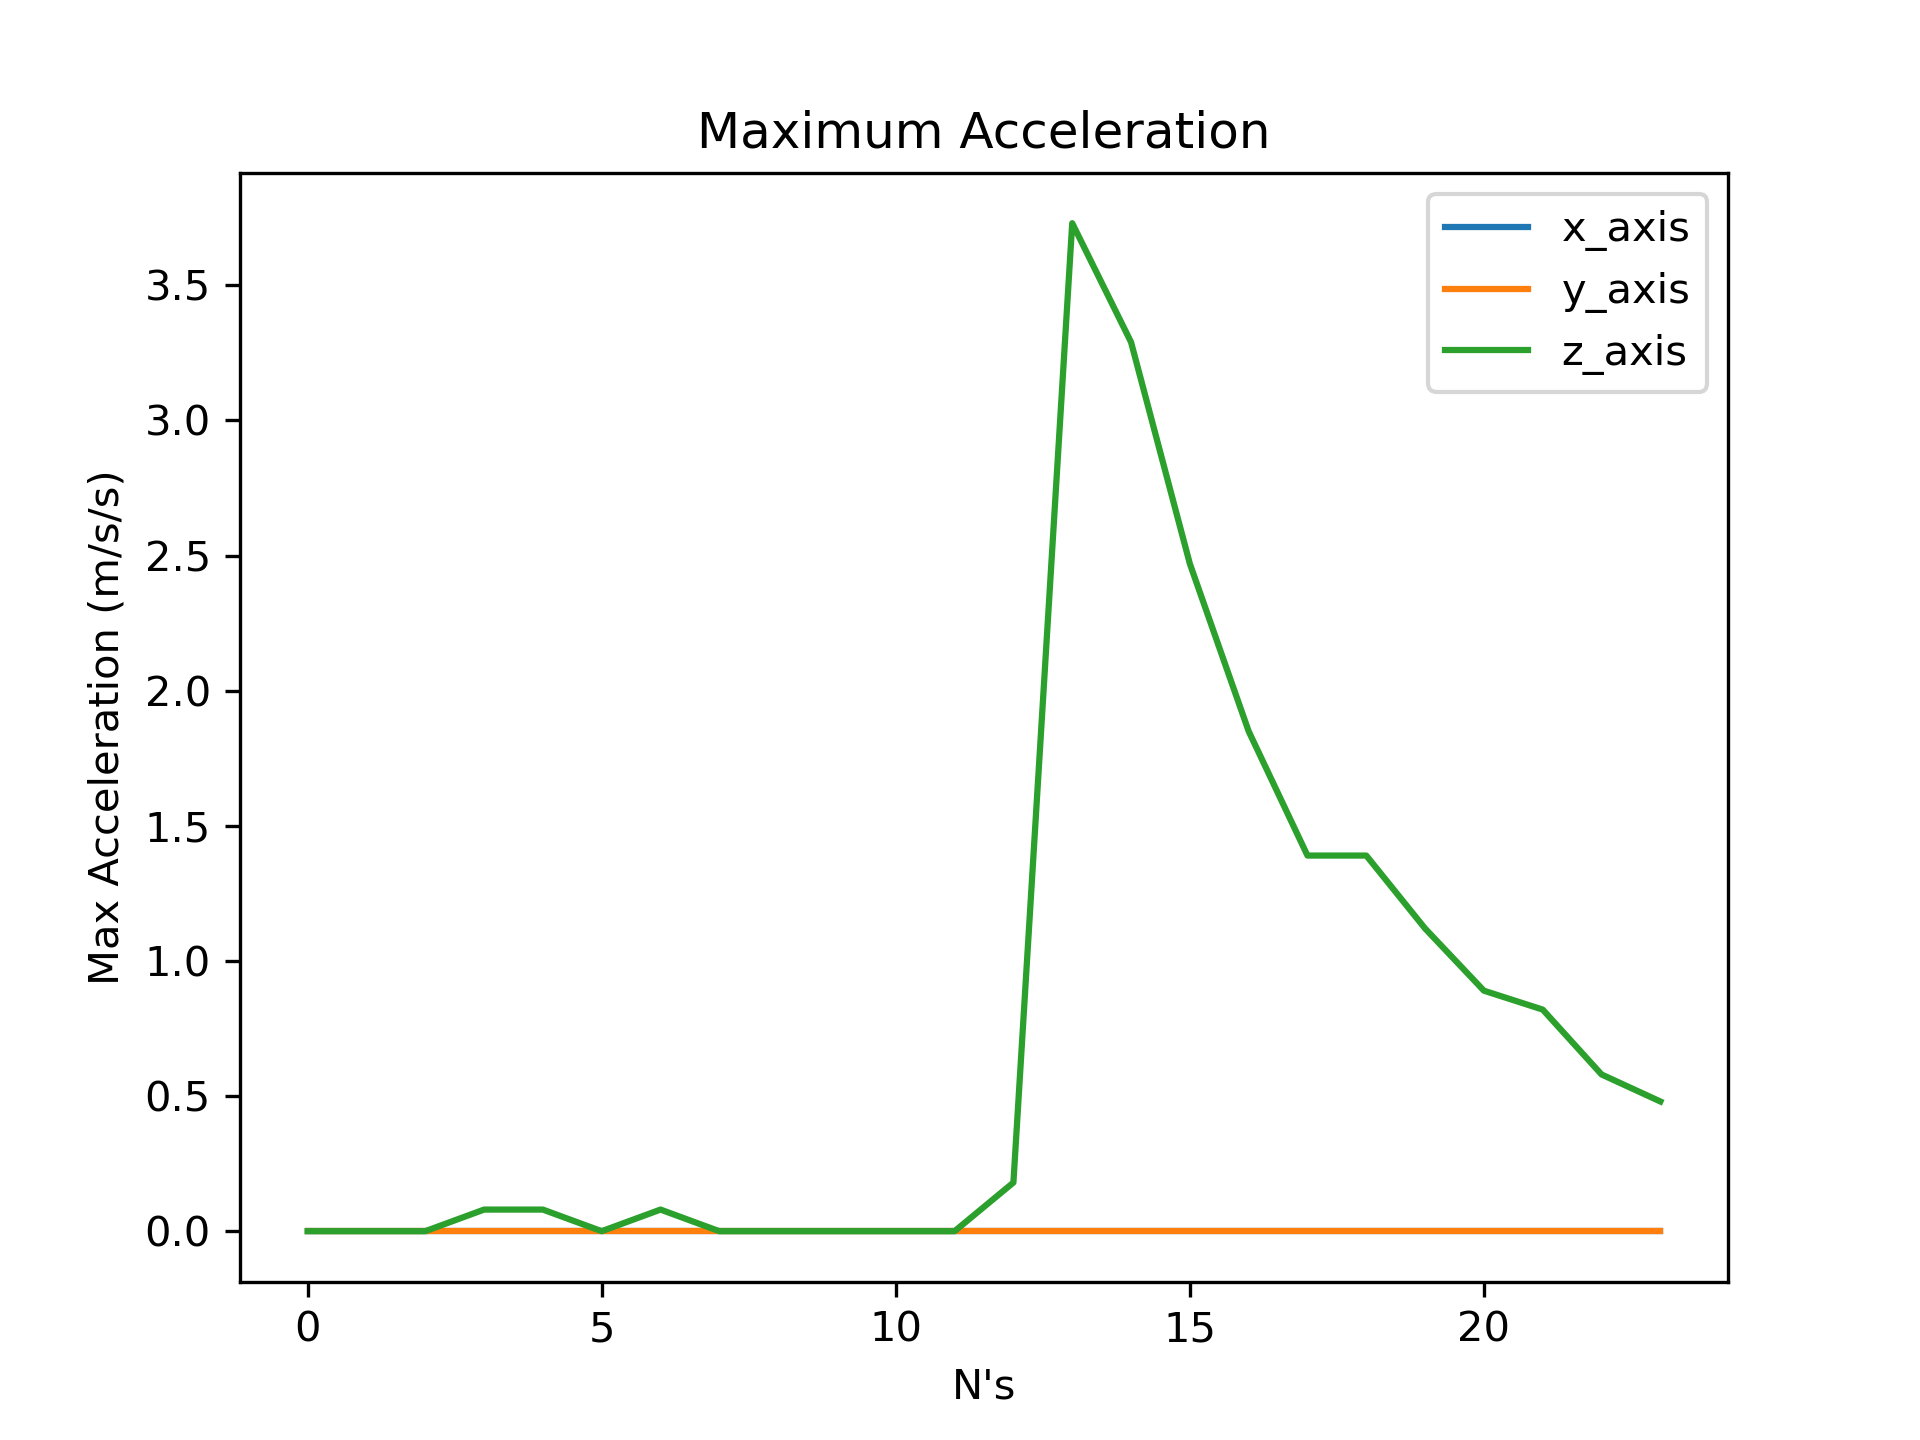 Maximum Acceleration
x_axis
y_axis
z_axis
Max Acceleration (m/s/s)
3.5
3.0
2.5
2.0
1.5
1.0
0.5
0.0
0 5 10 15 20
N's